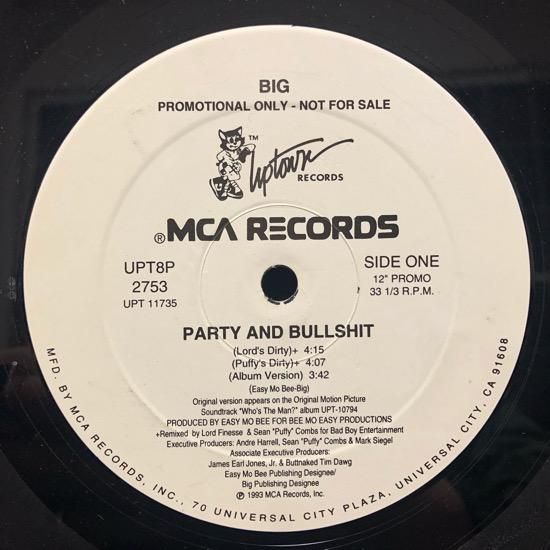 BIG
PROMOTIONAL ONLY - NOT FOR SALE
™
Uptown
RECORDS
®MCA RECORDS
UPT8P
2753
UPT 11735
SIDE ONE
12" PROMO
33 1/3 R.P.M.
PARTY AND BULLSHIT
(Lord's Dirty)+ 4:15
(Puffy's Dirty)+ 4:07
(Album Version) 3:42
(Easy Mo Bee-Big)
Original version appears on the Original Motion Picture
Soundtrack "Who's The Man?" album UPT-10794
PRODUCED BY EASY MO BEE FOR BEE MO EASY PRODUCTIONS
+Remixed by Lord Finesse & Sean "Puffy" Combs for Bad Boy Entertainment
Executive Producers: Andre Harrell, Sean "Puffy" Combs & Mark Siegel
Associate Executive Producers:
James Earl Jones, Jr. & Buttnaked Tim Dawg
Easy Mo Bee Publishing Designee/
Big Publishing Designee
℗ 1993 MCA Records, Inc.
MFD. BY MCA RECORDS, INC., 70 UNIVERSAL CITY PLAZA, UNIVERSAL CITY, CA 91608